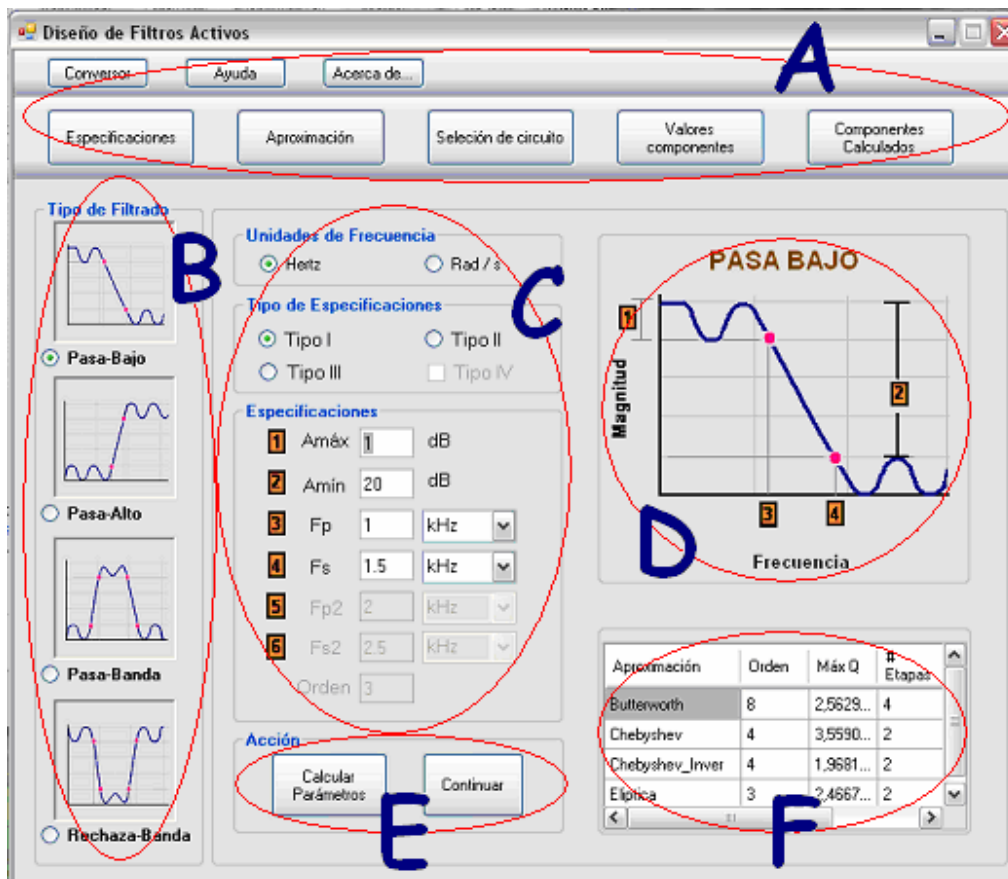 Diseño de Filtros Activos
Conversor Ayuda Acerca de...
A
Especificaciones Aproximación Seleción de circuito Valores componentes Componentes Calculados
Tipo de Filtrado
B
Pasa-Bajo
Pasa-Alto
Pasa-Banda
Rechaza-Banda
Unidades de Frecuencia
Hertz Rad / s
C
Tipo de Especificaciones
Tipo I Tipo II
Tipo III Tipo IV
Especificaciones
1 Amáx 1 dB
2 Amín 20 dB
3 Fp 1 kHz
4 Fs 1.5 kHz
5 Fp2 2 kHz
6 Fs2 2.5 kHz
Orden 3
Acción
Calcular Parámetros Continuar
E
PASA BAJO
1
Magnitud
2
3 4
D
Frecuencia
Aproximación Orden Máx Q # Etapas
Butterworth 8 2,5629... 4
Chebyshev 4 3,5590... 2
Chebyshev_Inver 4 1,9681... 2
Elíptica 3 2,4667... 2
F